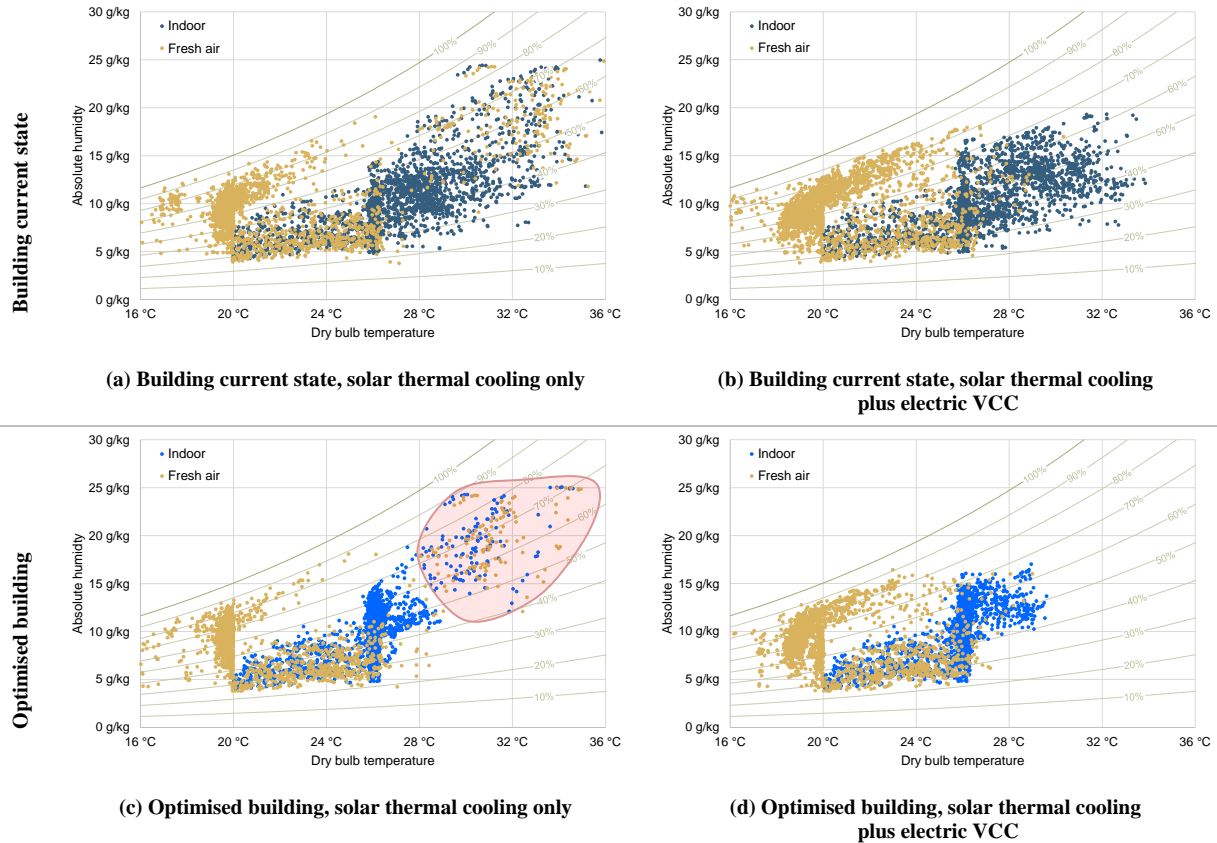 Building current state
30 g/kg
25 g/kg
20 g/kg
15 g/kg
10 g/kg
5 g/kg
0 g/kg
Absolute humidty
Indoor
Fresh air
100%
90%
80%
70%
60%
50%
40%
30%
20%
10%
16 °C 20 °C 24 °C 28 °C 32 °C 36 °C
Dry bulb temperature
(a) Building current state, solar thermal cooling only
30 g/kg
25 g/kg
20 g/kg
15 g/kg
10 g/kg
5 g/kg
0 g/kg
Absolute humidty
Indoor
Fresh air
100%
90%
80%
70%
60%
50%
40%
30%
20%
10%
16 °C 20 °C 24 °C 28 °C 32 °C 36 °C
Dry bulb temperature
(b) Building current state, solar thermal cooling
plus electric VCC
Optimised building
30 g/kg
25 g/kg
20 g/kg
15 g/kg
10 g/kg
5 g/kg
0 g/kg
Absolute humidty
Indoor
Fresh air
100%
90%
80%
70%
60%
50%
40%
30%
20%
10%
16 °C 20 °C 24 °C 28 °C 32 °C 36 °C
Dry bulb temperature
(c) Optimised building, solar thermal cooling only
30 g/kg
25 g/kg
20 g/kg
15 g/kg
10 g/kg
5 g/kg
0 g/kg
Absolute humidty
Indoor
Fresh air
100%
90%
80%
70%
60%
50%
40%
30%
20%
10%
16 °C 20 °C 24 °C 28 °C 32 °C 36 °C
Dry bulb temperature
(d) Optimised building, solar thermal cooling
plus electric VCC